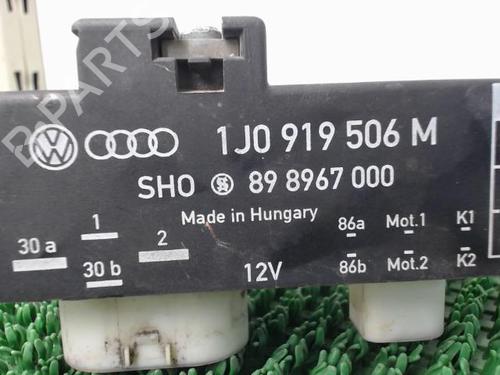 1J0 919 506 M
SHO 89 8967 000
Made in Hungary
30 a 1 2 86a Mot.1 K1
30 b 12V 86b Mot.2 K2
B-PARTS